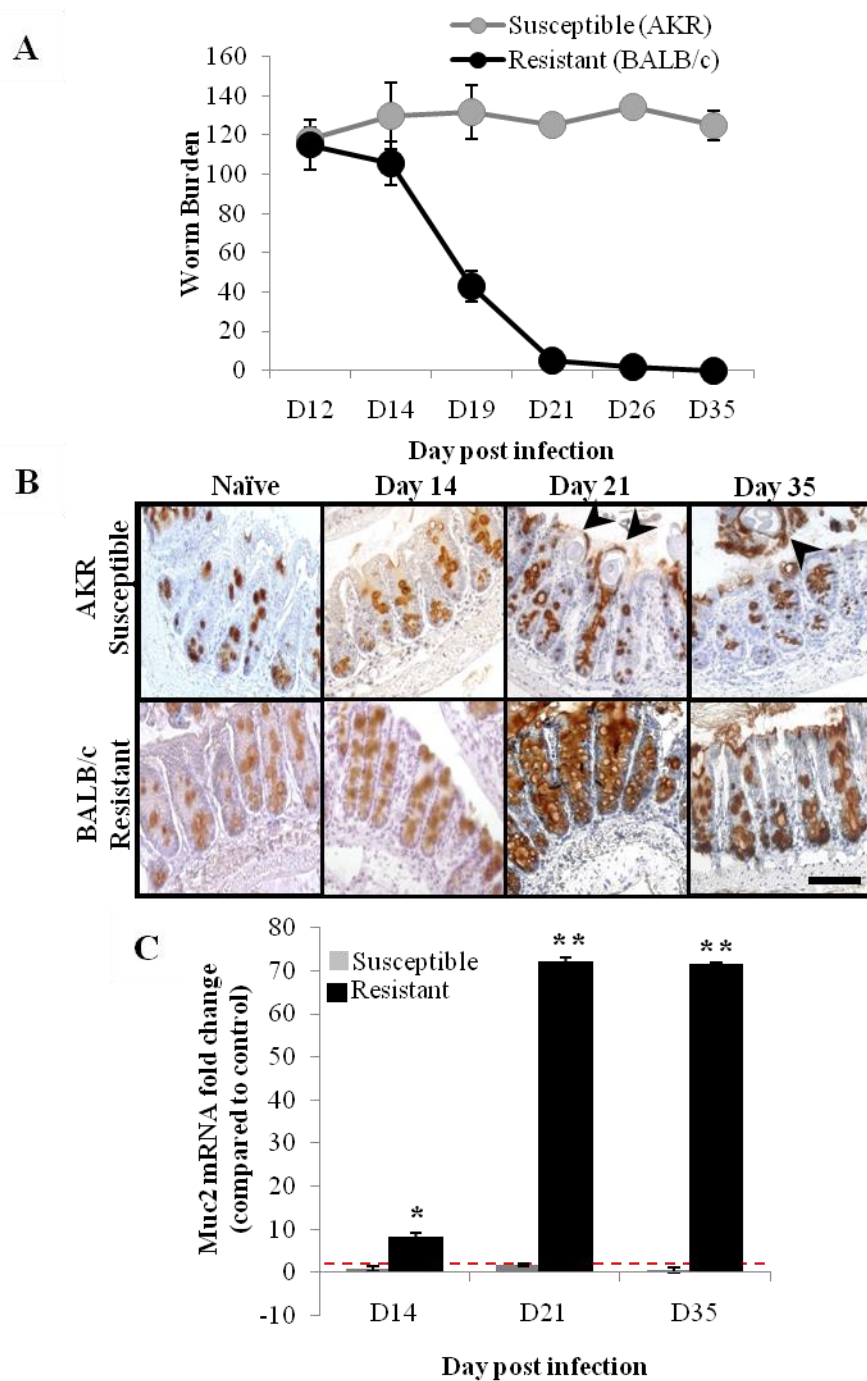 A
Susceptible (AKR)
Resistant (BALB/c)
160
140
120
100
80
60
40
20
0
Worm Burden
D12 D14 D19 D21 D26 D35
Day post infection
B
Naïve Day 14 Day 21 Day 35
AKR
Susceptible
BALB/c
Resistant
C
Susceptible
Resistant
80
70
60
50
40
30
20
10
0
-10
Muc2 mRNA fold change
(compared to control)
*
**
**
D14 D21 D35
Day post infection